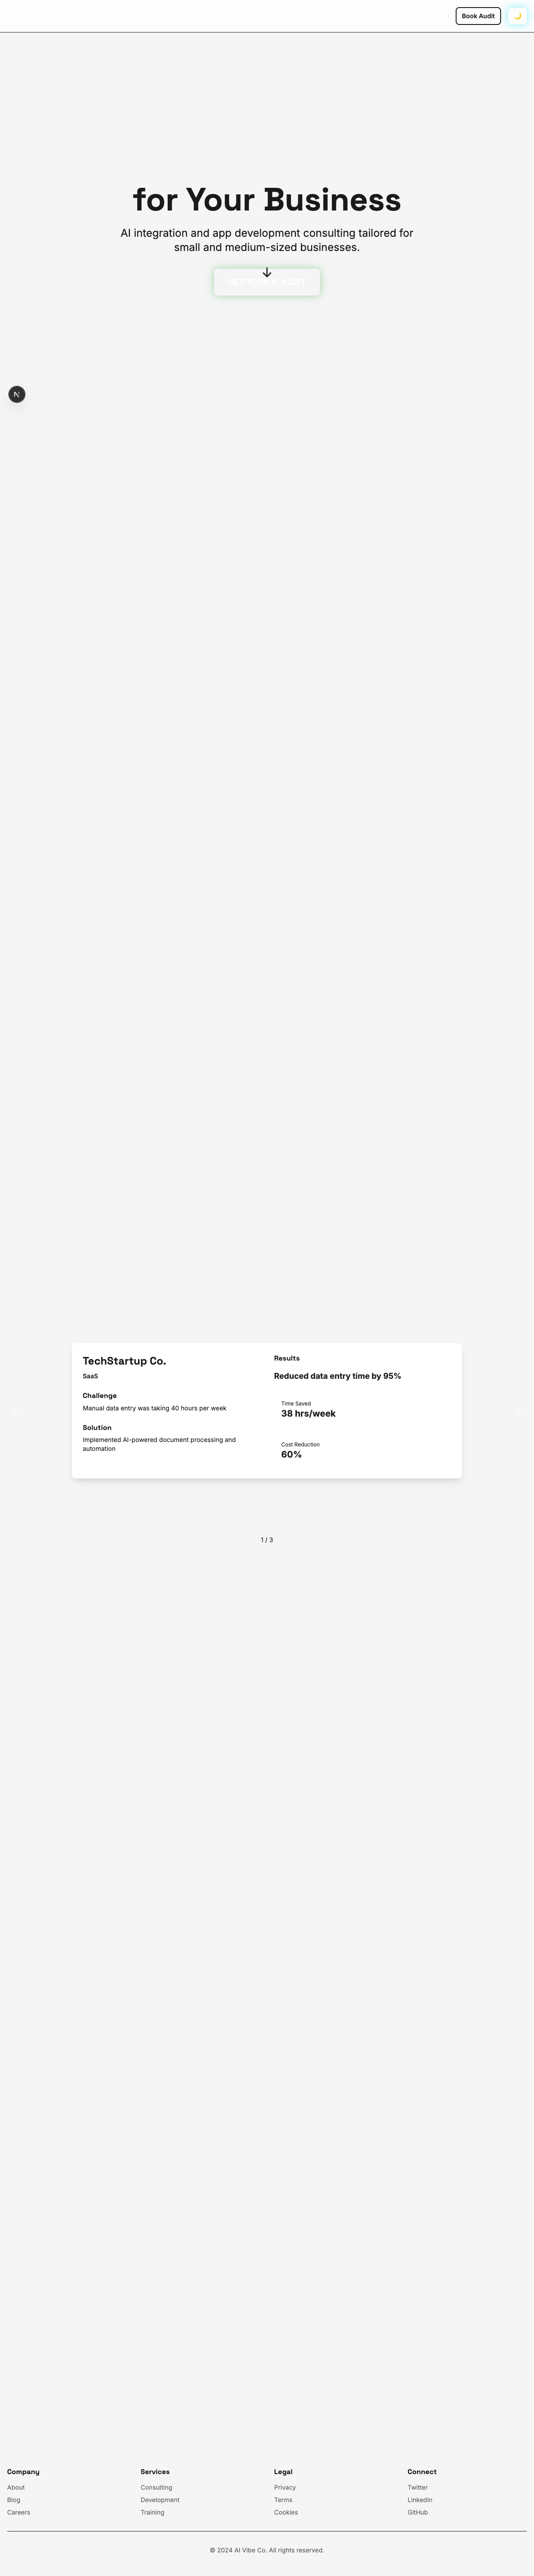 Book Audit
for Your Business
AI integration and app development consulting tailored for
small and medium-sized businesses.
GET YOUR AI AUDIT
N
TechStartup Co.
SaaS
Challenge
Manual data entry was taking 40 hours per week
Solution
Implemented AI-powered document processing and
automation
Results
Reduced data entry time by 95%
Time Saved
38 hrs/week
Cost Reduction
60%
1 / 3
Company
About
Blog
Careers
Services
Consulting
Development
Training
Legal
Privacy
Terms
Cookies
Connect
Twitter
LinkedIn
GitHub
© 2024 AI Vibe Co. All rights reserved.